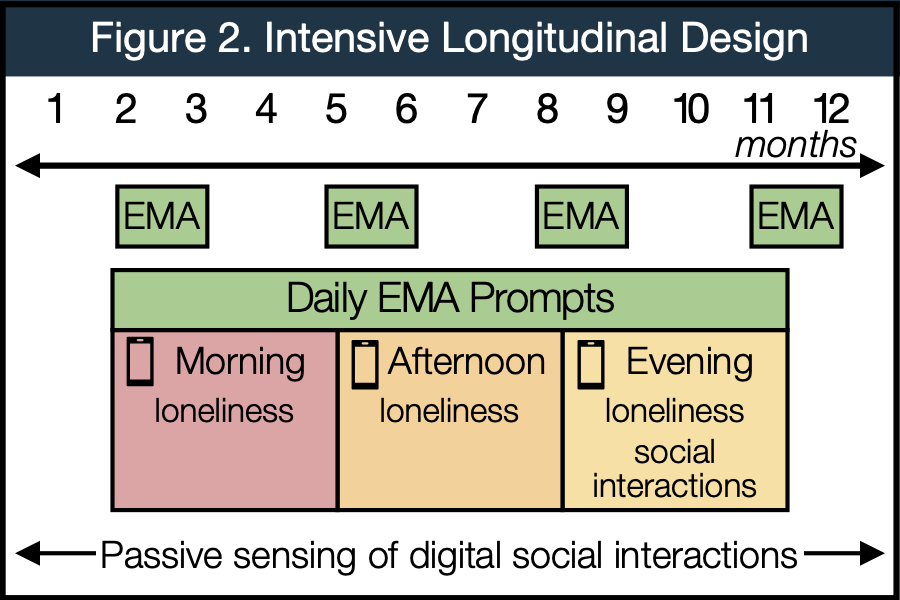 Figure 2. Intensive Longitudinal Design
1 2 3 4 5 6 7 8 9 10 11 12
months
EMA EMA EMA EMA
Daily EMA Prompts
Morning Afternoon Evening
loneliness loneliness loneliness
social
interactions
Passive sensing of digital social interactions